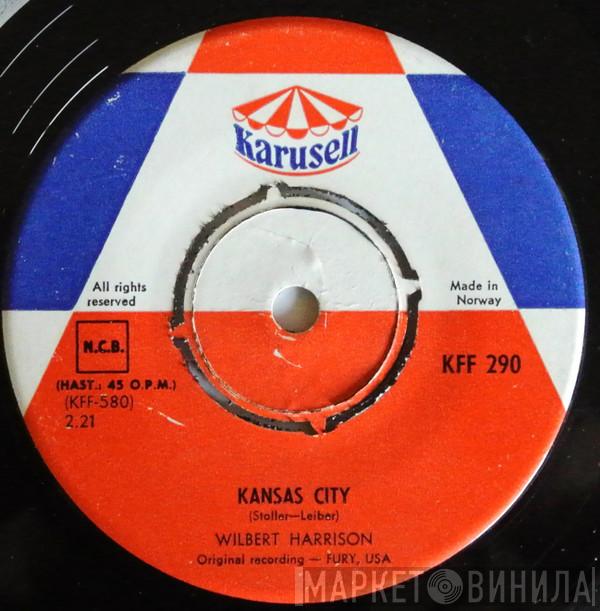 Karusell
All rights
reserved
Made in
Norway
N.C.B.
(HAST.: 45 O.P.M.)
(KFF-580)
2.21
KFF 290
KANSAS CITY
(Stoller—Leiber)
WILBERT HARRISON
Original recording — FURY, USA
МАРКЕТ ВИНИЛА